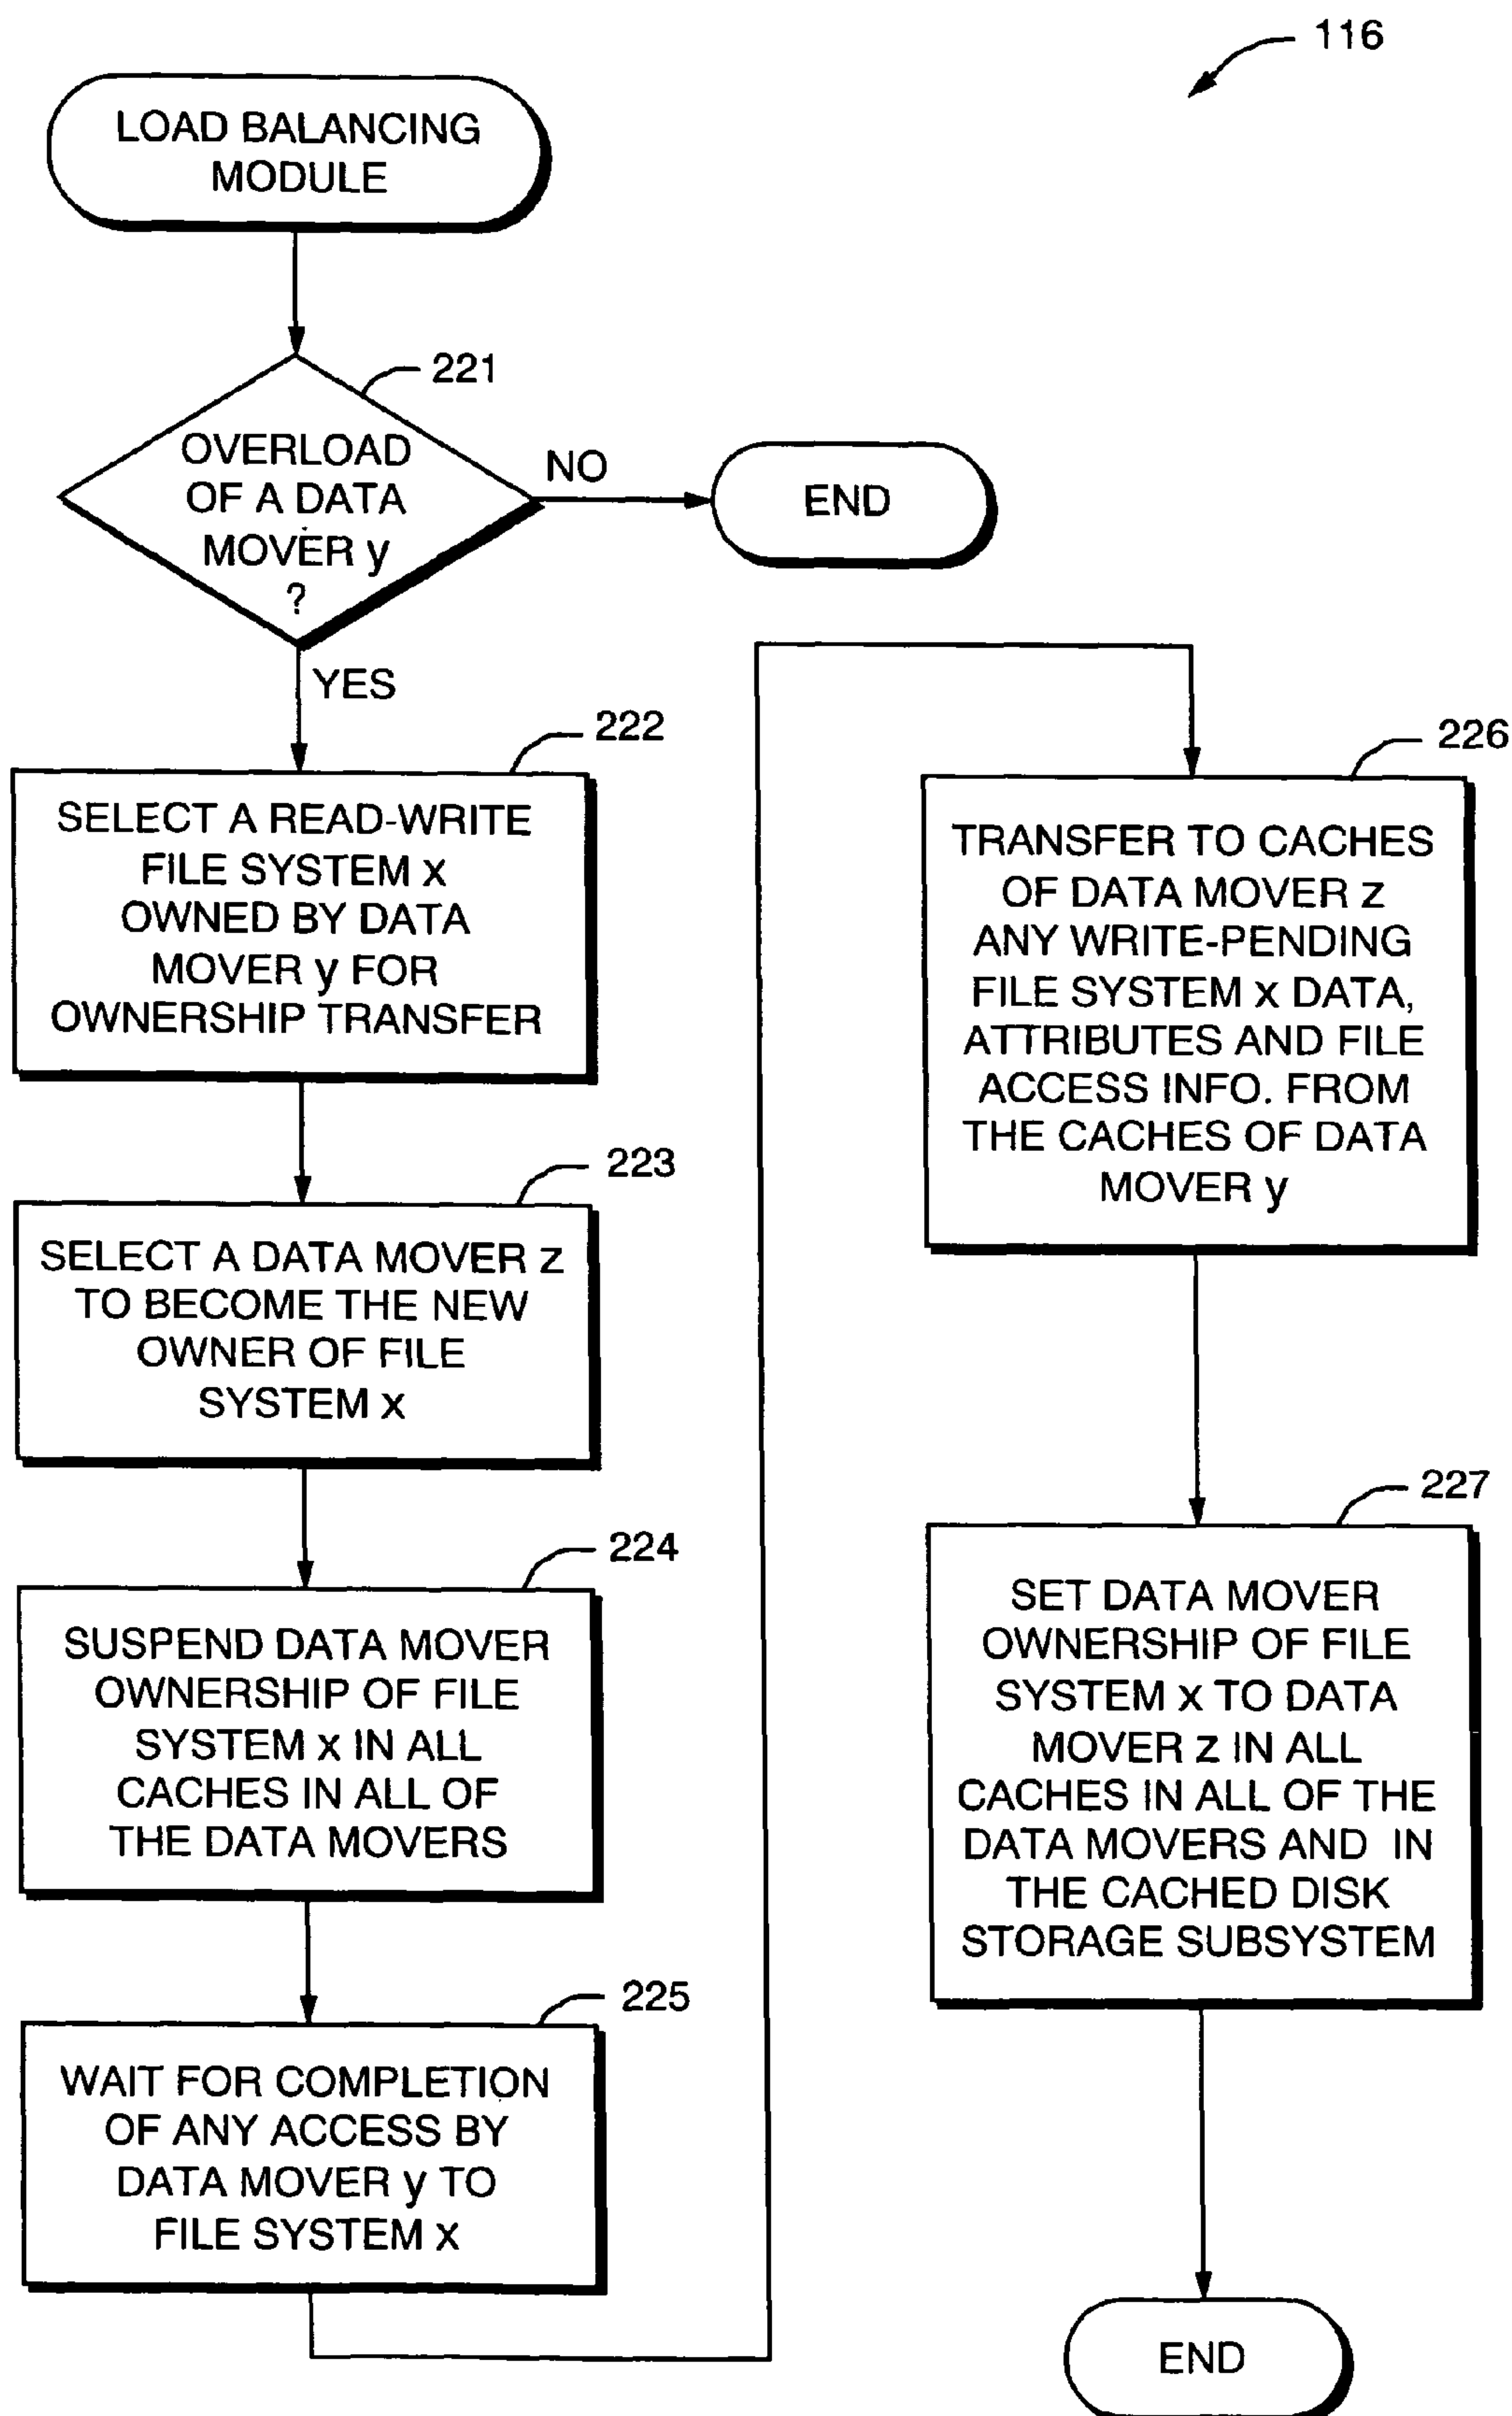 116
LOAD BALANCING
MODULE
221
OVERLOAD
OF A DATA
MOVER y
?
NO
END
YES
222
SELECT A READ-WRITE
FILE SYSTEM x
OWNED BY DATA
MOVER y FOR
OWNERSHIP TRANSFER
223
SELECT A DATA MOVER z
TO BECOME THE NEW
OWNER OF FILE
SYSTEM x
224
SUSPEND DATA MOVER
OWNERSHIP OF FILE
SYSTEM x IN ALL
CACHES IN ALL OF
THE DATA MOVERS
225
WAIT FOR COMPLETION
OF ANY ACCESS BY
DATA MOVER y TO
FILE SYSTEM x
226
TRANSFER TO CACHES
OF DATA MOVER z
ANY WRITE-PENDING
FILE SYSTEM x DATA,
ATTRIBUTES AND FILE
ACCESS INFO. FROM
THE CACHES OF DATA
MOVER y
227
SET DATA MOVER
OWNERSHIP OF FILE
SYSTEM x TO DATA
MOVER z IN ALL
CACHES IN ALL OF THE
DATA MOVERS AND IN
THE CACHED DISK
STORAGE SUBSYSTEM
END